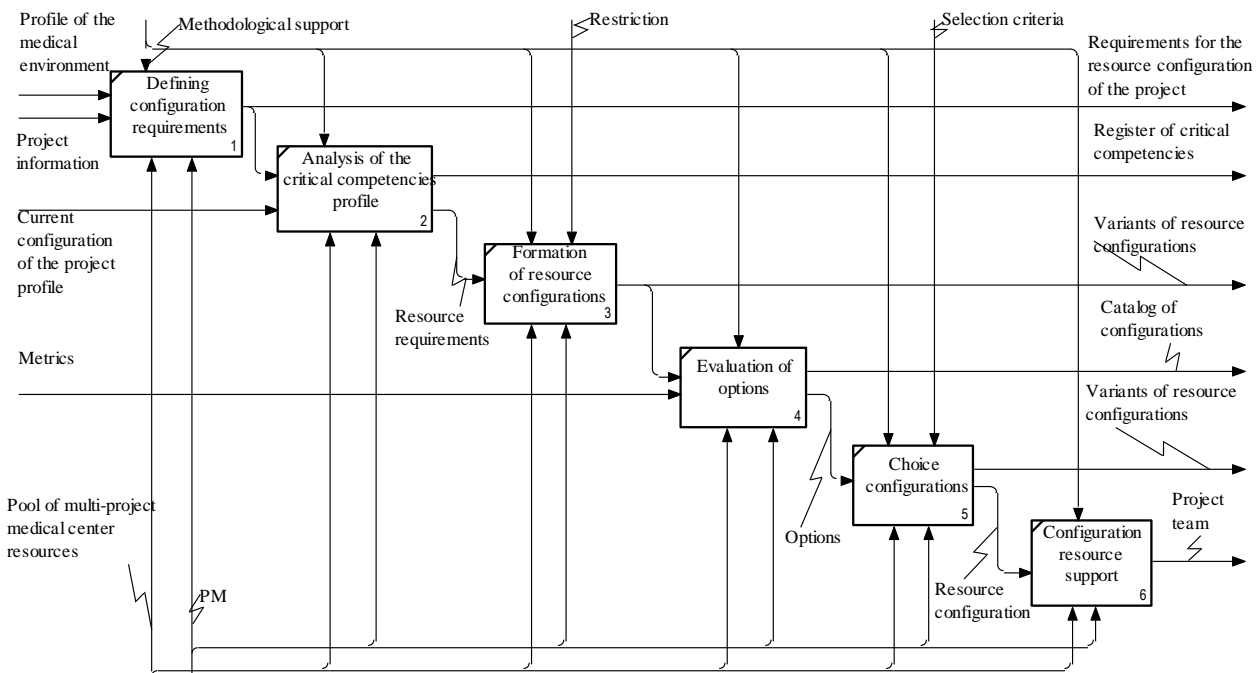 Profile of the
medical
environment
Methodological support
Restriction
Selection criteria
Requirements for the
resource configuration
of the project
Defining
configuration
requirements
1
Project
information
Register of critical
competencies
Analysis of the
critical competencies
profile
2
Current
configuration
of the project
profile
Variants of resource
configurations
Formation
of resource
configurations
3
Resource
requirements
Catalog of
configurations
Metrics
Evaluation of
options
4
Variants of resource
configurations
Choice
configurations
5
Options
Pool of multi-project
medical center
resources
Project
team
Configuration
resource
support
6
Resource
configuration
PM